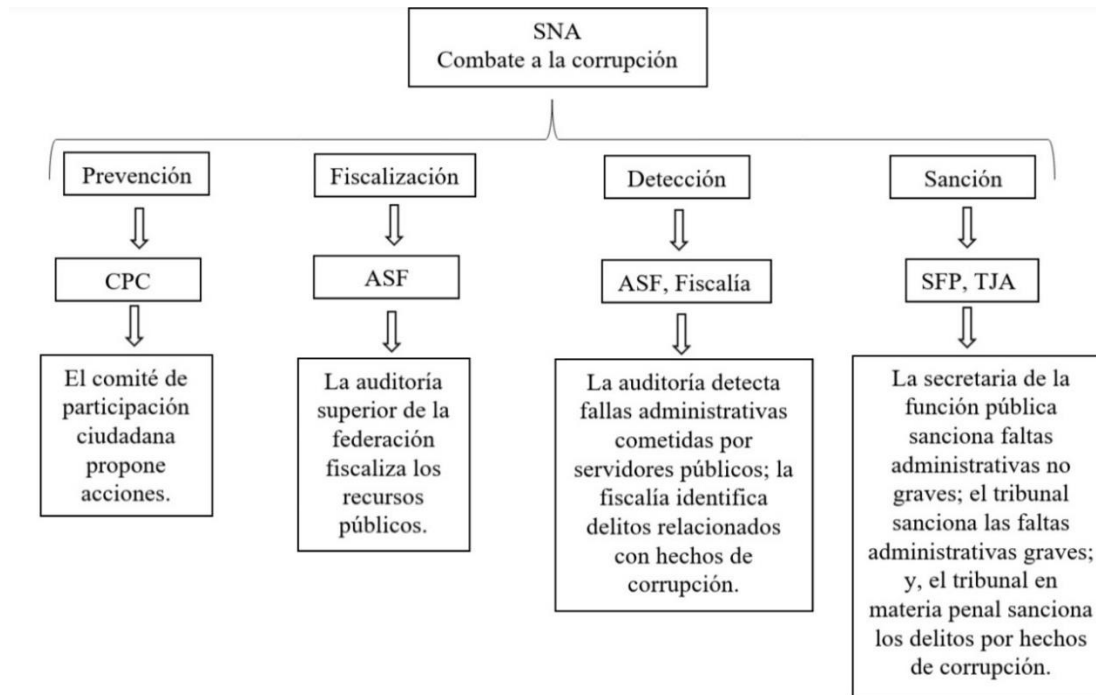 SNA
Combate a la corrupción
Prevención
Fiscalización
Detección
Sanción
CPC
ASF
ASF, Fiscalía
SFP, TJA
El comité de
participación
ciudadana
propone
acciones.
La auditoría
superior de la
federación
fiscaliza los
recursos
públicos.
La auditoría detecta
fallas administrativas
cometidas por
servidores públicos; la
fiscalía identifica
delitos relacionados
con hechos de
corrupción.
La secretaria de la
función pública
sanciona faltas
administrativas no
graves; el tribunal
sanciona las faltas
administrativas graves;
y, el tribunal en
materia penal sanciona
los delitos por hechos
de corrupción.